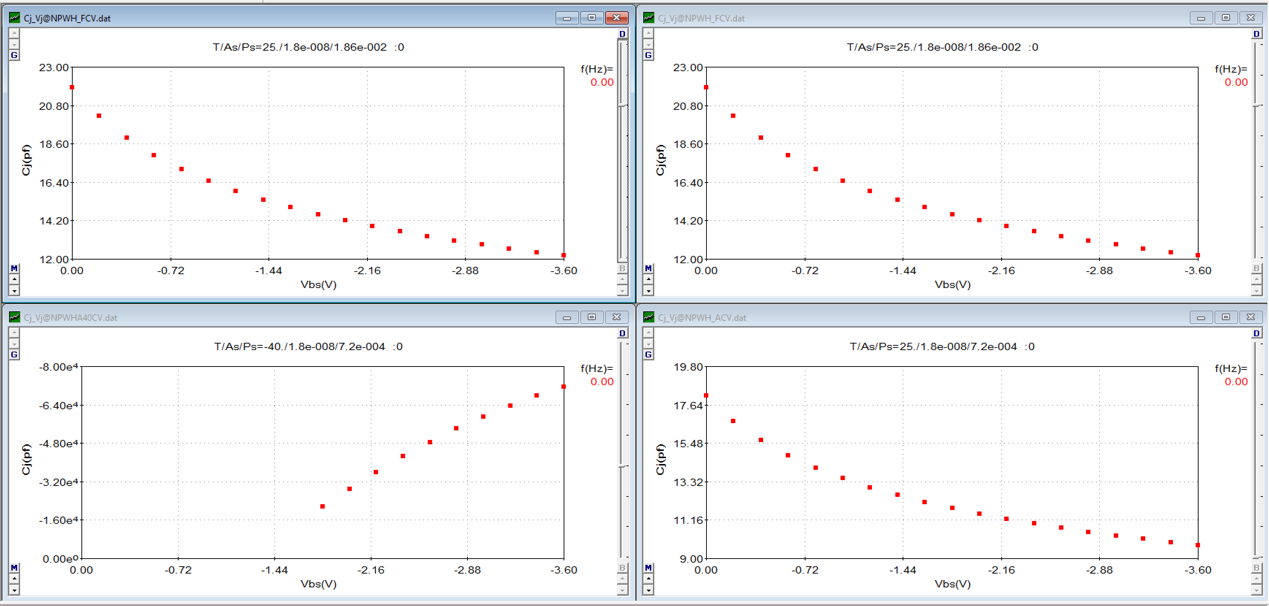 Cj_Vj@NPWH_FCV.dat
D
G
T/As/Ps=25./1.8e-008/1.86e-002 :0
f(Hz)=
0.00
23.00
20.80
18.60
16.40
14.20
12.00
Cj(pf)
M
B
0.00 -0.72 -1.44 -2.16 -2.88 -3.60
Vbs(V)
Cj_Vj@NPWH_FCV.dat
D
G
T/As/Ps=25./1.8e-008/1.86e-002 :0
f(Hz)=
0.00
23.00
20.80
18.60
16.40
14.20
12.00
Cj(pf)
M
B
0.00 -0.72 -1.44 -2.16 -2.88 -3.60
Vbs(V)
Cj_Vj@NPWHA40CV.dat
D
G
T/As/Ps=-40./1.8e-008/7.2e-004 :0
f(Hz)=
0.00
-8.00e⁴
-6.40e⁴
-4.80e⁴
-3.20e⁴
-1.60e⁴
0.00e⁰
Cj(pf)
M
B
0.00 -0.72 -1.44 -2.16 -2.88 -3.60
Vbs(V)
Cj_Vj@NPWH_ACV.dat
D
G
T/As/Ps=25./1.8e-008/7.2e-004 :0
f(Hz)=
0.00
19.80
17.64
15.48
13.32
11.16
9.00
Cj(pf)
M
B
0.00 -0.72 -1.44 -2.16 -2.88 -3.60
Vbs(V)